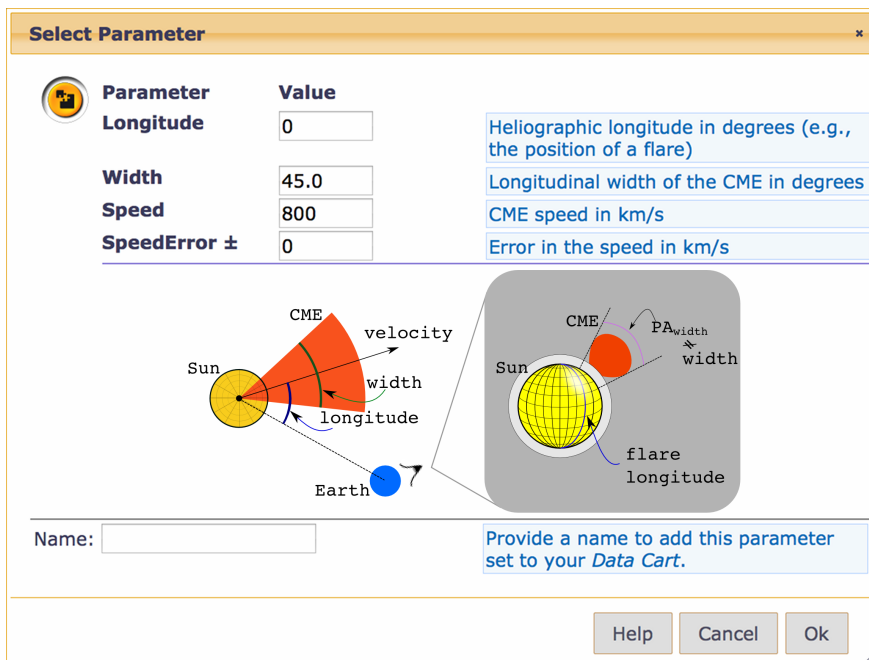 Select Parameter
×
Parameter Value
Longitude 0 Heliographic longitude in degrees (e.g.,
the position of a flare)
Width 45.0 Longitudinal width of the CME in degrees
Speed 800 CME speed in km/s
SpeedError ± 0 Error in the speed in km/s
CME
velocity
Sun
width
longitude
Earth
CME
PAwidth
≠
width
Sun
flare
longitude
Name: Provide a name to add this parameter
set to your Data Cart.
Help Cancel Ok